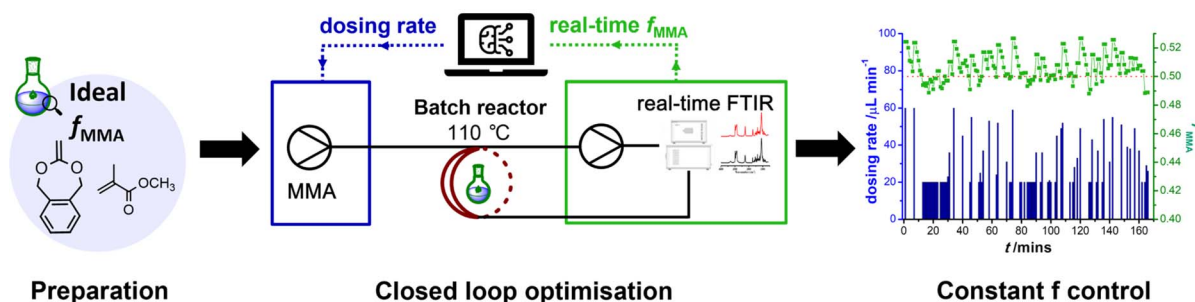 Ideal
fMMA
O
O
O
OCH3
dosing rate
real-time fMMA
Batch reactor
110 °C
MMA
real-time FTIR
dosing rate /µL min-1
100
80
60
40
20
0
0 20 40 60 80 100 120 140 160
t/mins
0.52
0.50
0.48
0.46
0.44
0.42
0.40
fMMA
Preparation
Closed loop optimisation
Constant f control